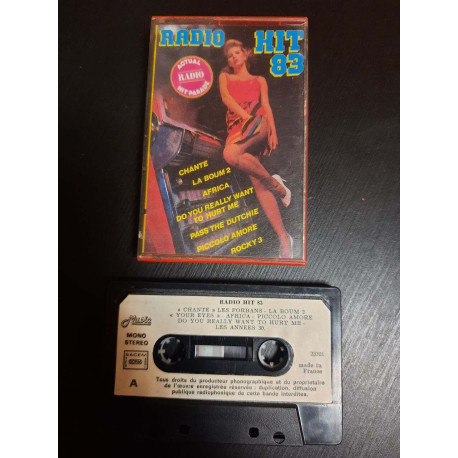 RADIO HIT
83
ACTUAL
RADIO
HIT PARADE
CHANTE
LA BOUM 2
AFRICA
DO YOU REALLY WANT
TO HURT ME
PASS THE DUTCHIE
PICCOLO AMORE
ROCKY 3
RADIO HIT 83
« CHANTE » LES FORBANS - LA BOUM 2
« YOUR EYES » - AFRICA - PICCOLO AMORE
DO YOU REALLY WANT TO HURT ME -
LES ANNEES 30.
Music
MONO
STEREO
made in
France
SACEM
A
Tous droits du producteur phonographique et du propriétaire
de l'œuvre enregistrée réservés - duplication, diffusion
publique radiophonique de cette bande interdites.